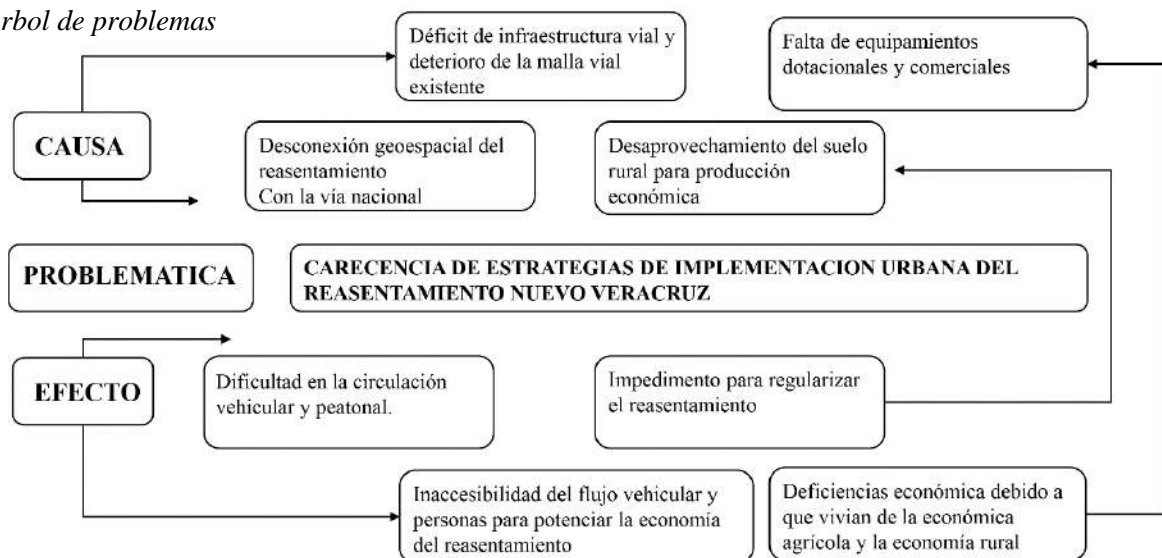 rbol de problemas
Déficit de infraestructura vial y
deterioro de la malla vial
existente
Falta de equipamientos
dotacionales y comerciales
CAUSA
Desconexión geoespacial del
reasentamiento
Con la vía nacional
Desaprovechamiento del suelo
rural para producción
económica
PROBLEMATICA
CARECENCIA DE ESTRATEGIAS DE IMPLEMENTACION URBANA DEL
REASENTAMIENTO NUEVO VERACRUZ
EFECTO
Dificultad en la circulación
vehicular y peatonal.
Impedimento para regularizar
el reasentamiento
Inaccesibilidad del flujo vehicular y
personas para potenciar la economía
del reasentamiento
Deficiencias económica debido a
que vivian de la económica
agrícola y la economía rural